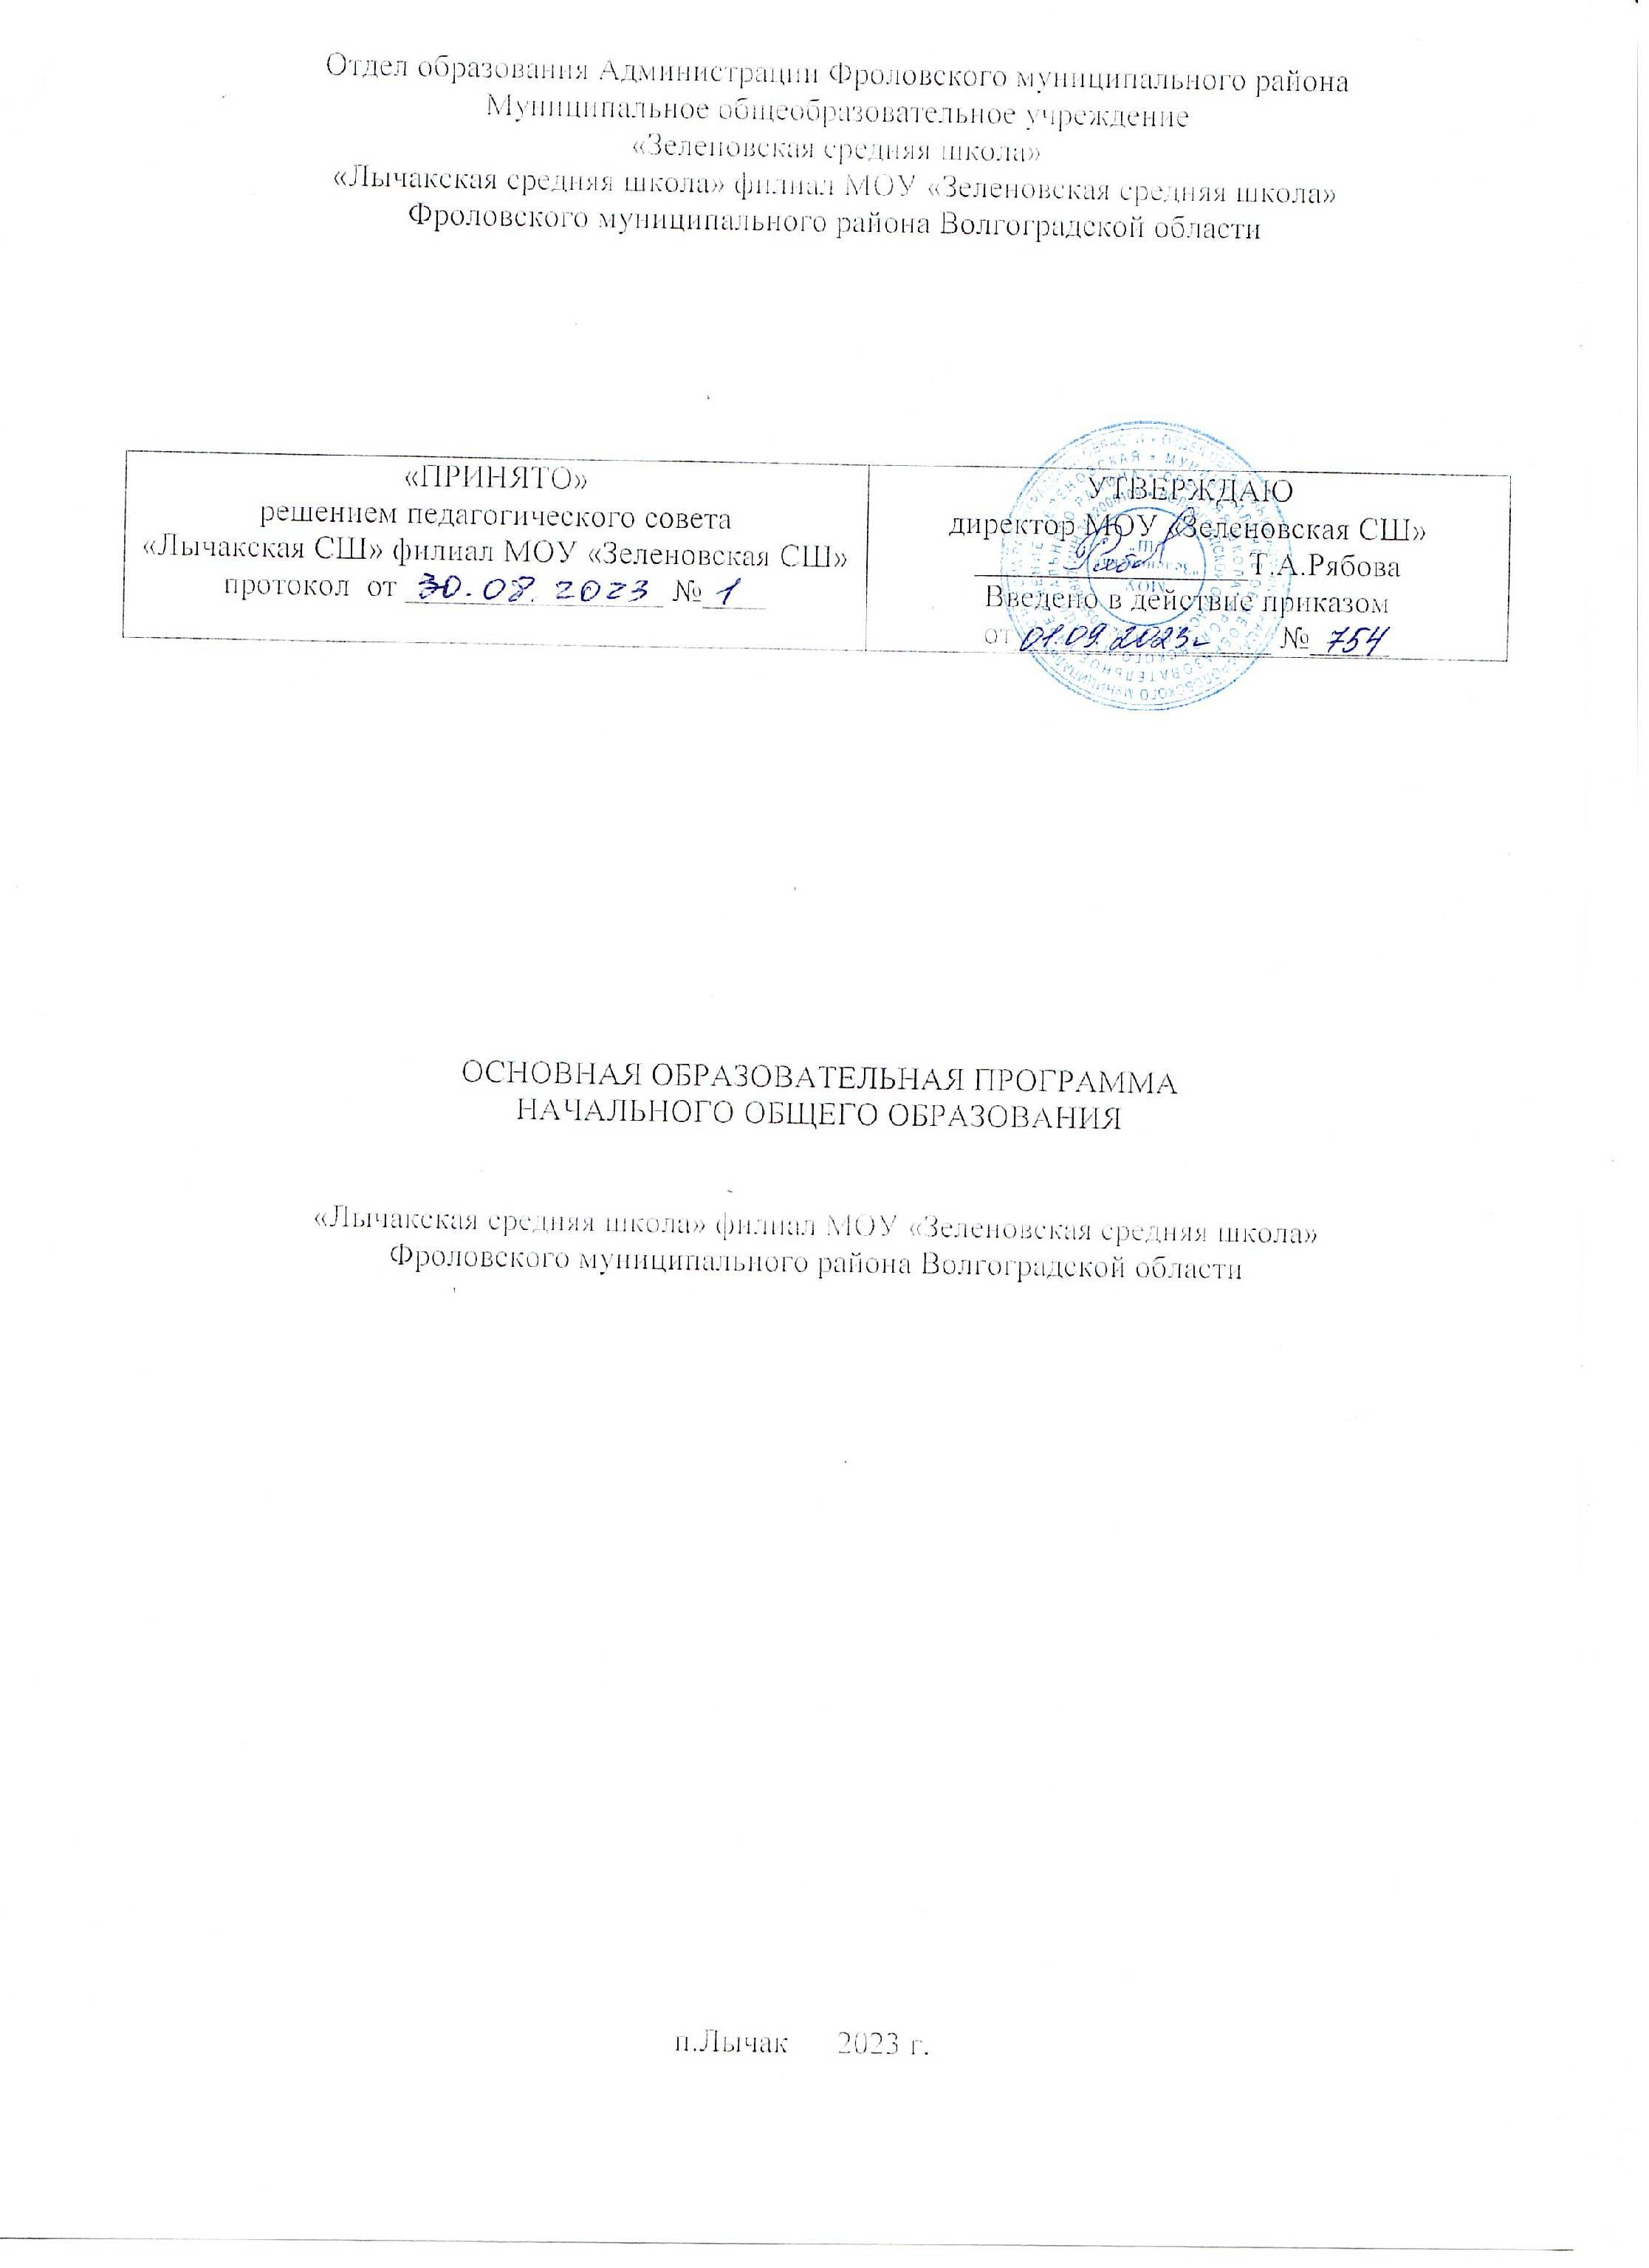 Отдел образования Администрации Фроловского муниципального района
Муниципальное общеобразовательное учреждение
«Зеленовская средняя школа»
«Лычакская средняя школа» филиал МОУ «Зеленовская средняя школа»
Фроловского муниципального района Волгоградской области
«ПРИНЯТО»
решением педагогического совета
«Лычакская СШ» филиал МОУ «Зеленовская СШ»
протокол от 30.08. 2023 № 1
УТВЕРЖДАЮ
директор МОУ «Зеленовская СШ»
Т.А.Рябова
Введено в действие приказом
от 01.09.2023г № 754
ОСНОВНАЯ ОБРАЗОВАТЕЛЬНАЯ ПРОГРАММА
НАЧАЛЬНОГО ОБЩЕГО ОБРАЗОВАНИЯ
«Лычакская средняя школа» филиал МОУ «Зеленовская средняя школа»
Фроловского муниципального района Волгоградской области
п.Лычак 2023 г.